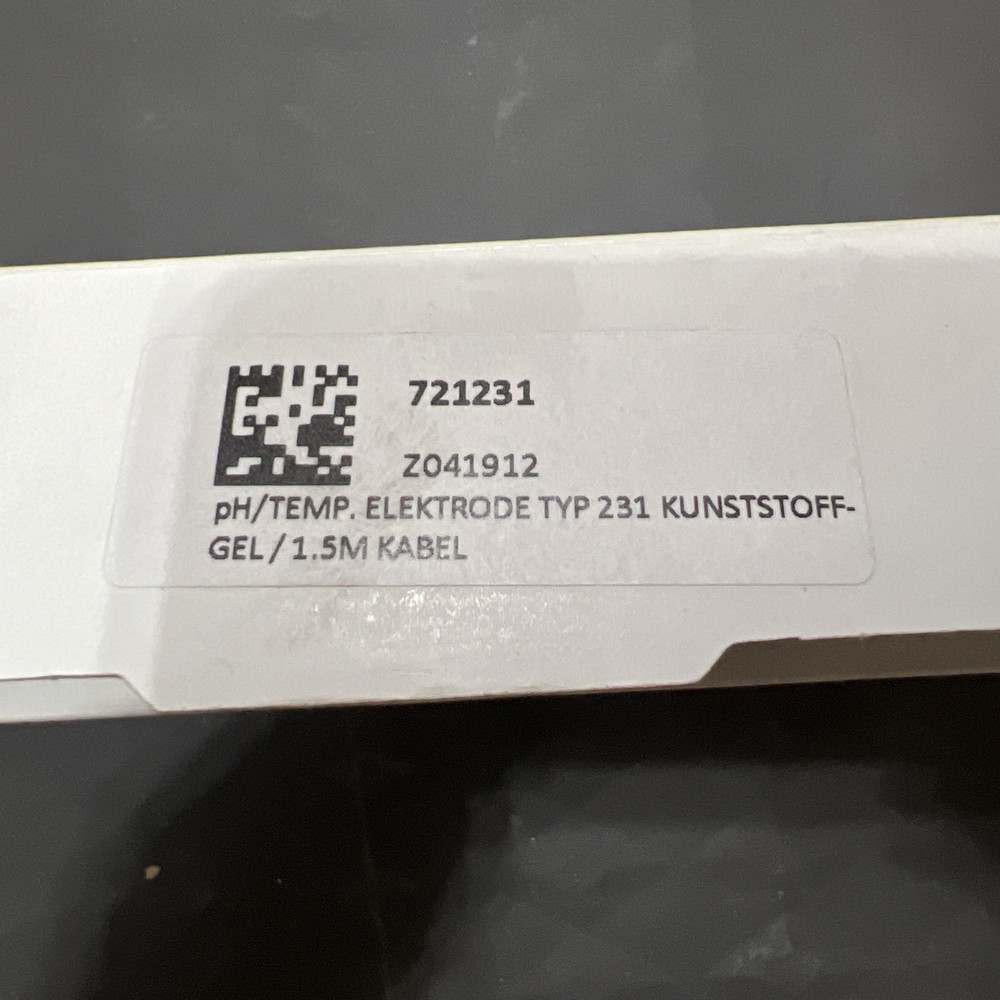 721231
Z041912
pH/TEMP. ELEKTRODE TYP 231 KUNSTSTOFF-
GEL / 1.5M KABEL